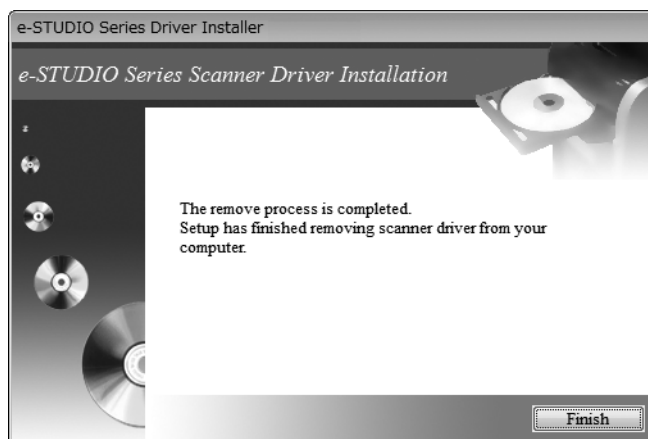 e-STUDIO Series Driver Installer
e-STUDIO Series Scanner Driver Installation
The remove process is completed.
Setup has finished removing scanner driver from your
computer.
Finish